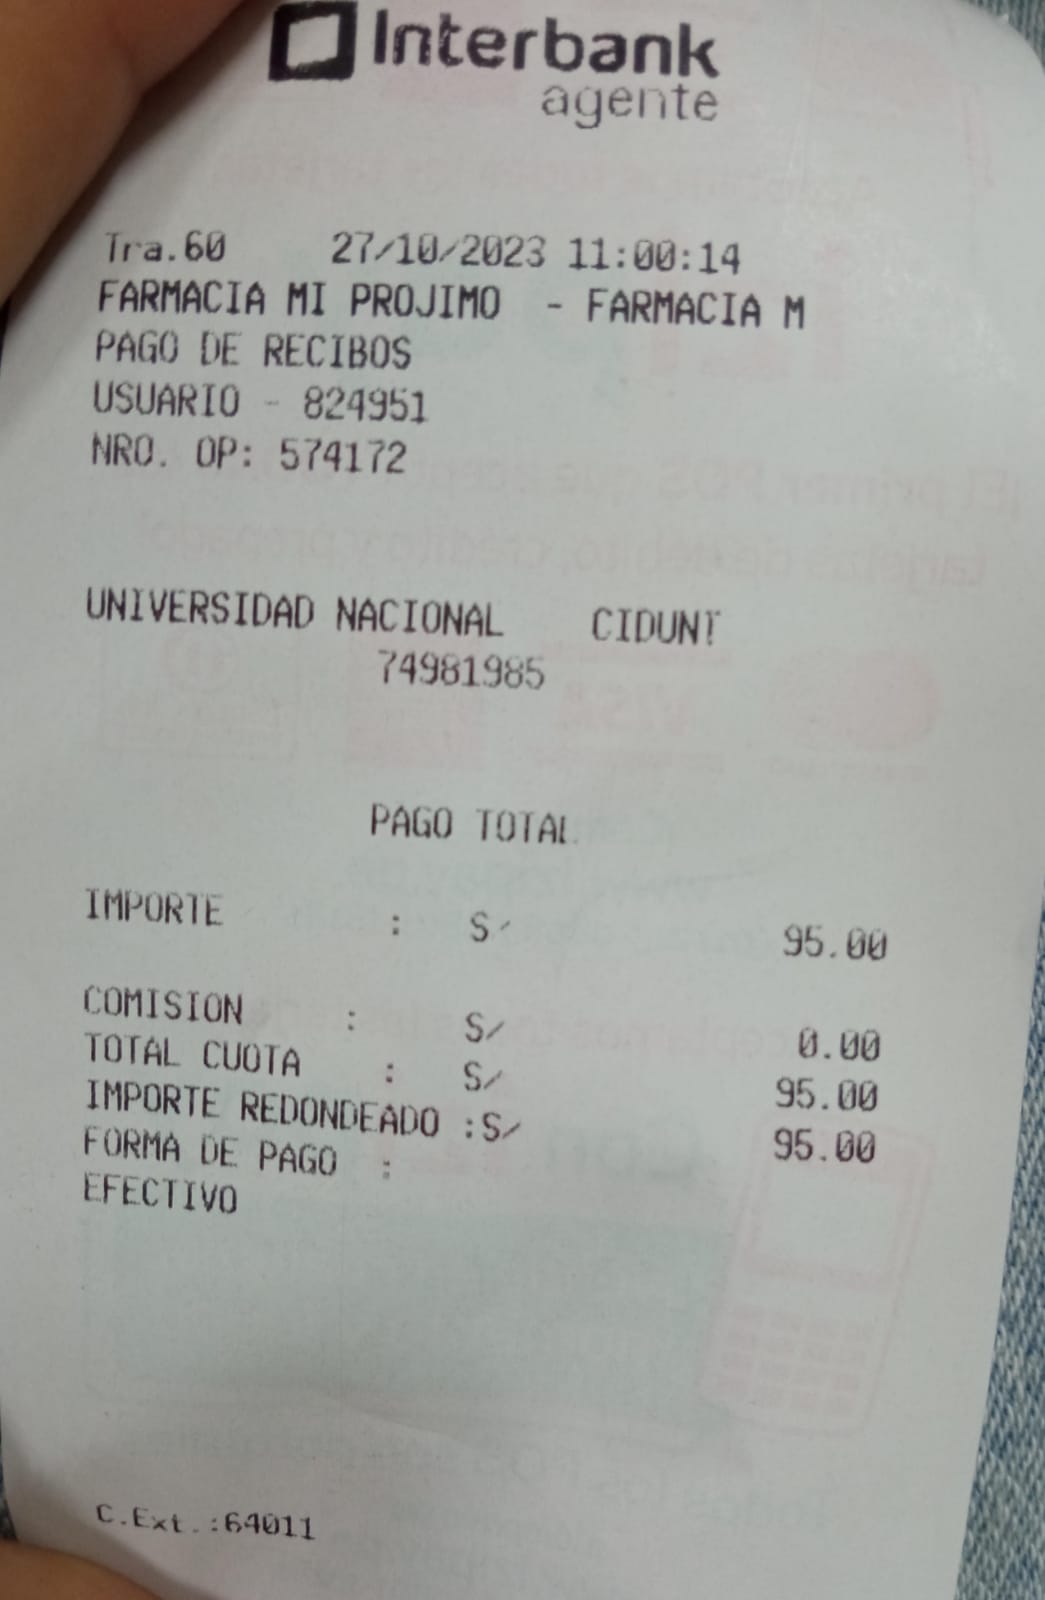 Interbank
agente
Tra.60 27/10/2023 11:00:14
FARMACIA MI PROJIMO - FARMACIA M
PAGO DE RECIBOS
USUARIO - 824951
NRO. OP: 574172
UNIVERSIDAD NACIONAL CIDUNT
74981985
PAGO TOTAL
IMPORTE : S/ 95.00
COMISION : S/ 0.00
TOTAL CUOTA : S/ 95.00
IMPORTE REDONDEADO :S/ 95.00
FORMA DE PAGO :
EFECTIVO
C.Ext.:64011